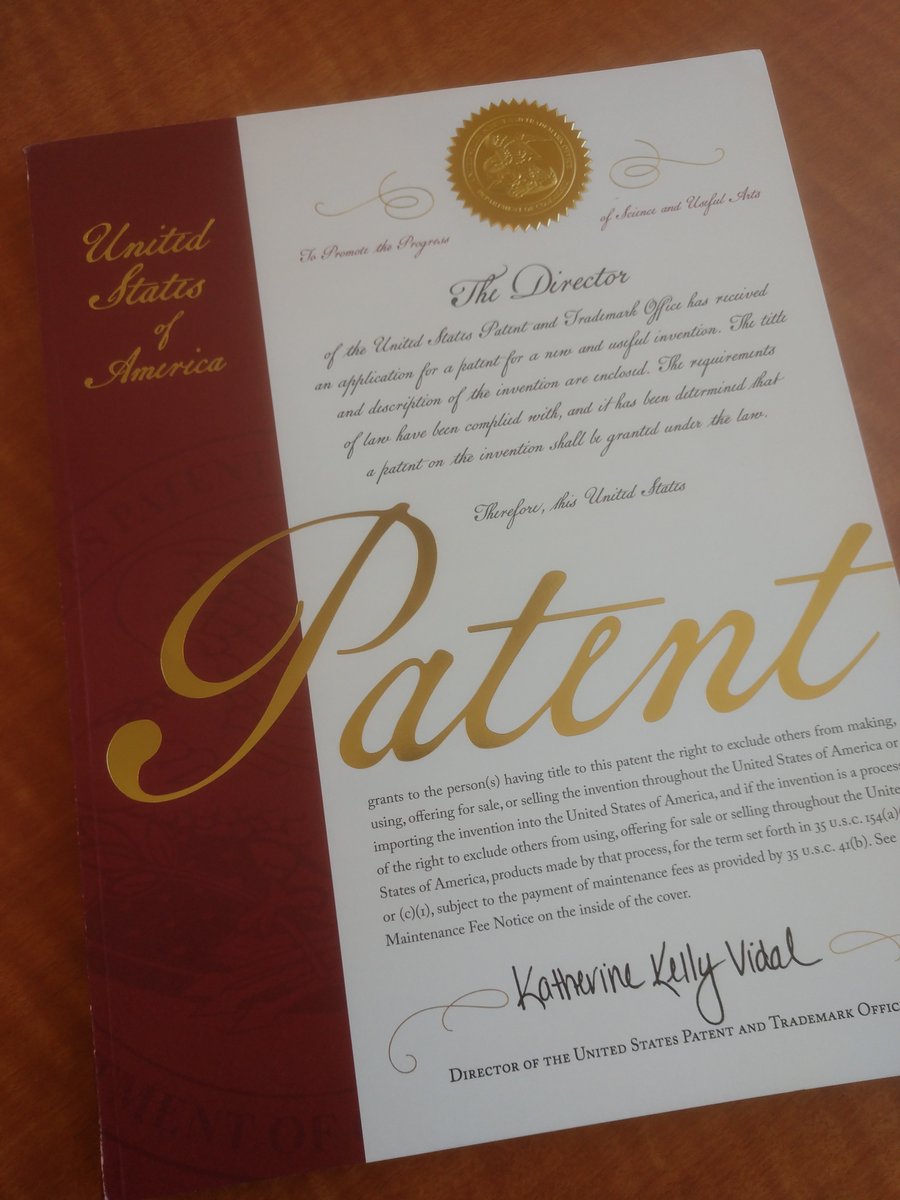 United
States
of
America
To Promote the Progress
of Science and Useful Arts
The Director
of the United States Patent and Trademark Office has received
an application for a patent for a new and useful invention. The title
and description of the invention are enclosed. The requirements
of law have been complied with, and it has been determined that
a patent on the invention shall be granted under the law.
Therefore, this United States
Patent
grants to the person(s) having title to this patent the right to exclude others from making,
using, offering for sale, or selling the invention throughout the United States of America or
importing the invention into the United States of America, and if the invention is a process
of the right to exclude others from using, offering for sale or selling throughout the Unite
States of America, products made by that process, for the term set forth in 35 U.S.C. 154(a)(
or (c)(1), subject to the payment of maintenance fees as provided by 35 U.S.C. 41(b). See
Maintenance Fee Notice on the inside of the cover.
Katherine Kelly Vidal
Director of the United States Patent and Trademark Offic
MENT OF